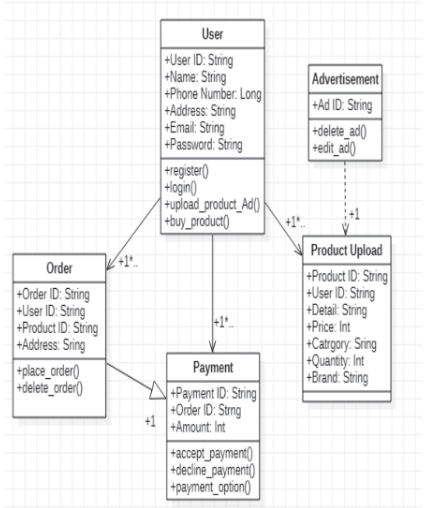 User
+User ID: String
+Name: String
+Phone Number: Long
+Address: String
+Email: String
+Password: String
+register()
+login()
+upload_product_Ad()
+buy_product()
Advertisement
+Ad ID: String
+delete_ad()
+edit_ad()
+1
+1*..
+1*..
+1*..
Order
+Order ID: String
+User ID: String
+Product ID: String
+Address: Sring
+place_order()
+delete_order()
Product Upload
+Product ID: String
+User ID: String
+Detail: String
+Price: Int
+Catrgory: Sring
+Quantity: Int
+Brand: String
+1
Payment
+Payment ID: String
+Order ID: Strng
+Amount: Int
+accept_payment()
+decline_payment()
+payment_option()